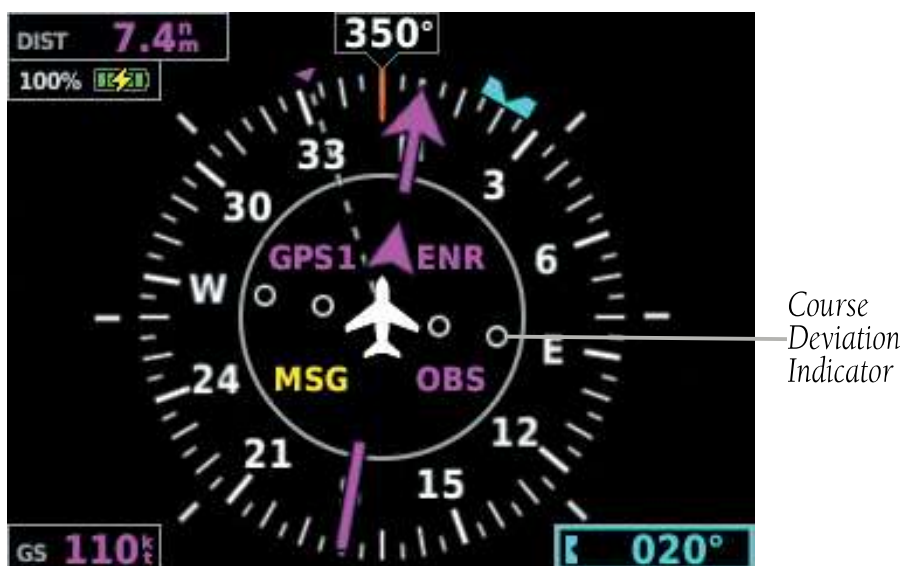 DIST 7.4nm
350°
100%
33
3
30
GPS1 ENR
6
W
Course
Deviation
Indicator
E
MSG OBS
24
12
21
15
GS 110kt
020°